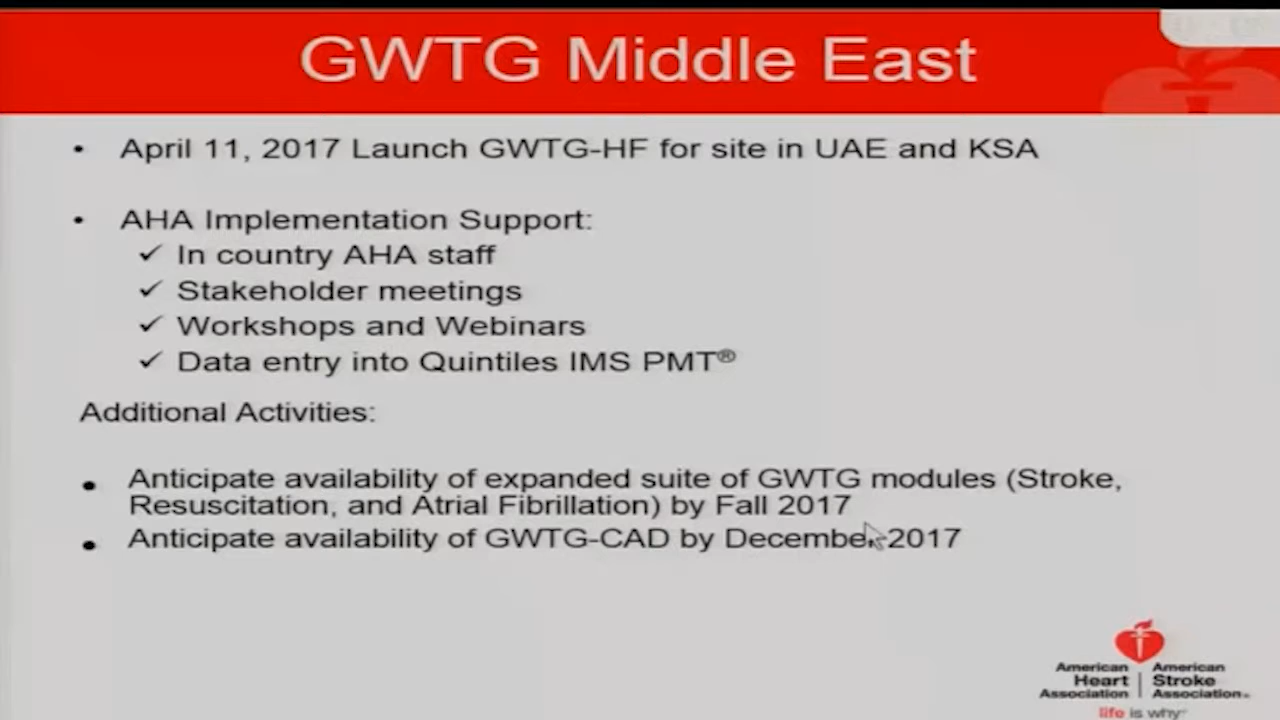 GWTG Middle East
• April 11, 2017 Launch GWTG-HF for site in UAE and KSA
• AHA Implementation Support:
✓ In country AHA staff
✓ Stakeholder meetings
✓ Workshops and Webinars
✓ Data entry into Quintiles IMS PMT®
Additional Activities:
• Anticipate availability of expanded suite of GWTG modules (Stroke,
Resuscitation, and Atrial Fibrillation) by Fall 2017
• Anticipate availability of GWTG-CAD by December 2017
American Heart Association | American Stroke Association®
life is why™